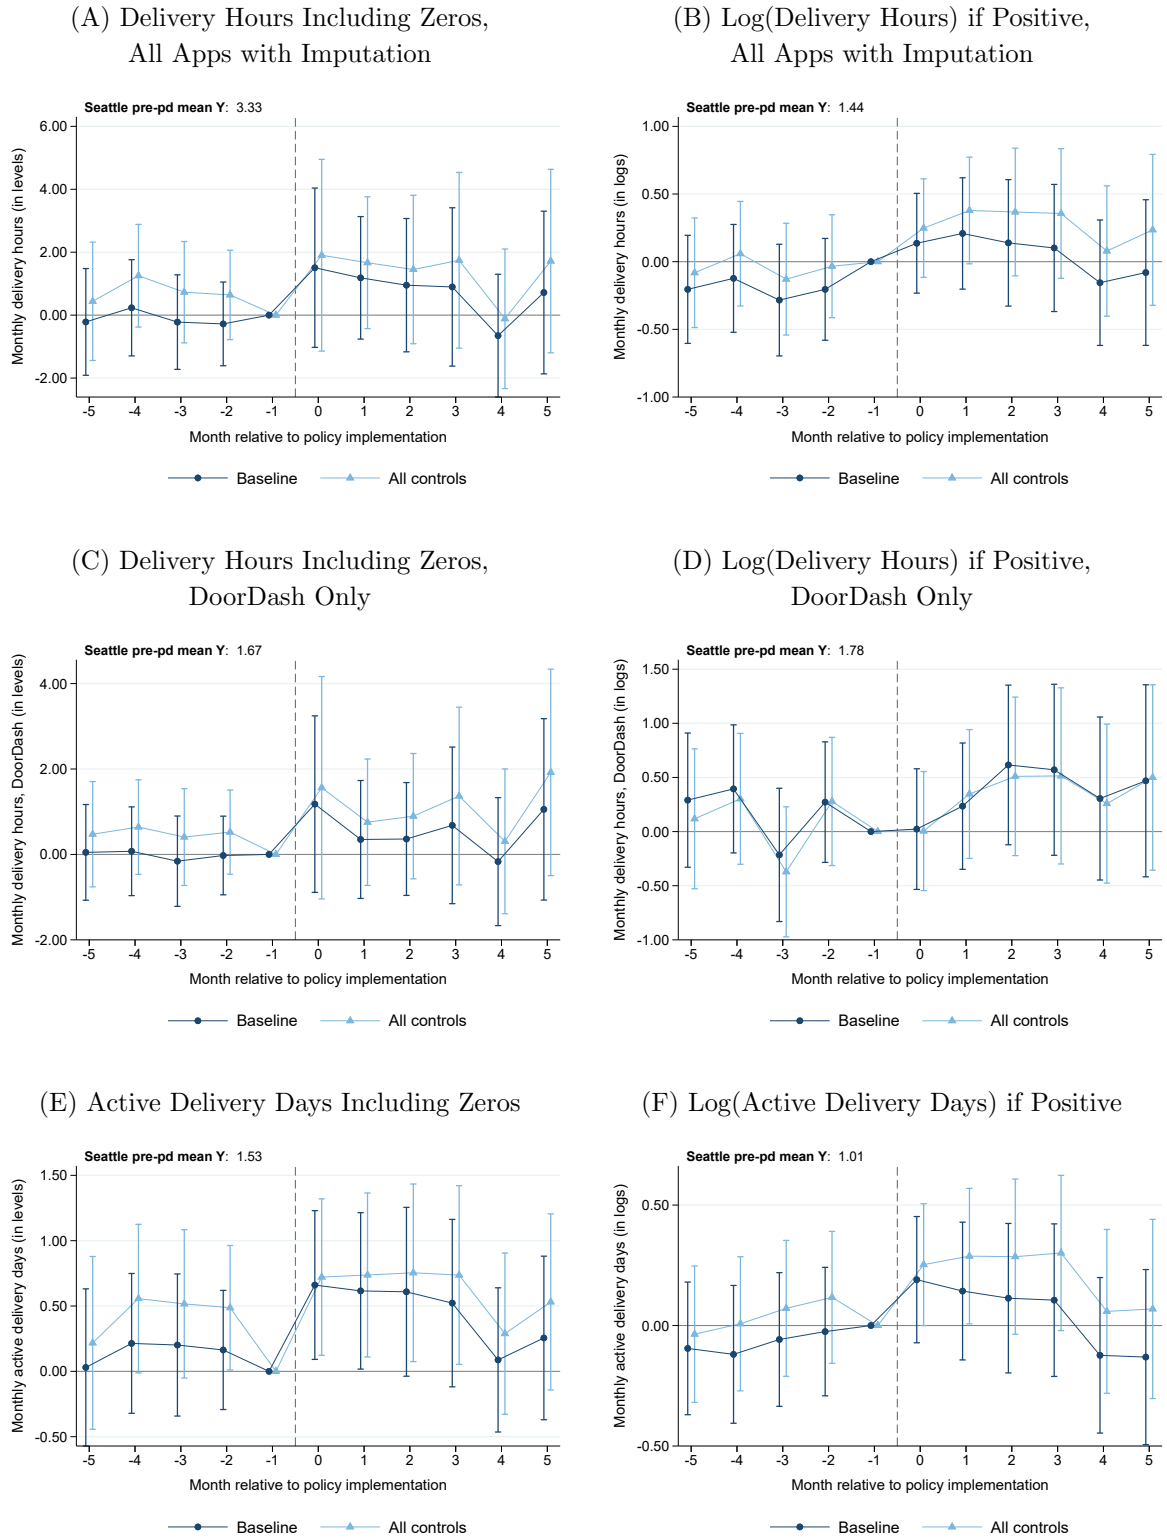 (A) Delivery Hours Including Zeros,
All Apps with Imputation
Seattle pre-pd mean Y: 3.33
Monthly delivery hours (in levels)
6.00
4.00
2.00
0.00
-2.00
-5 -4 -3 -2 -1 0 1 2 3 4 5
Month relative to policy implementation
Baseline All controls
(B) Log(Delivery Hours) if Positive,
All Apps with Imputation
Seattle pre-pd mean Y: 1.44
Monthly delivery hours (in logs)
1.00
0.50
0.00
-0.50
-1.00
-5 -4 -3 -2 -1 0 1 2 3 4 5
Month relative to policy implementation
Baseline All controls
(C) Delivery Hours Including Zeros,
DoorDash Only
Seattle pre-pd mean Y: 1.67
Monthly delivery hours, DoorDash (in levels)
4.00
2.00
0.00
-2.00
-5 -4 -3 -2 -1 0 1 2 3 4 5
Month relative to policy implementation
Baseline All controls
(D) Log(Delivery Hours) if Positive,
DoorDash Only
Seattle pre-pd mean Y: 1.78
Monthly delivery hours, DoorDash (in logs)
1.50
1.00
0.50
0.00
-0.50
-1.00
-5 -4 -3 -2 -1 0 1 2 3 4 5
Month relative to policy implementation
Baseline All controls
(E) Active Delivery Days Including Zeros
Seattle pre-pd mean Y: 1.53
Monthly active delivery days (in levels)
1.50
1.00
0.50
0.00
-0.50
-5 -4 -3 -2 -1 0 1 2 3 4 5
Month relative to policy implementation
Baseline All controls
(F) Log(Active Delivery Days) if Positive
Seattle pre-pd mean Y: 1.01
Monthly active delivery days (in logs)
0.50
0.00
-0.50
-5 -4 -3 -2 -1 0 1 2 3 4 5
Month relative to policy implementation
Baseline All controls